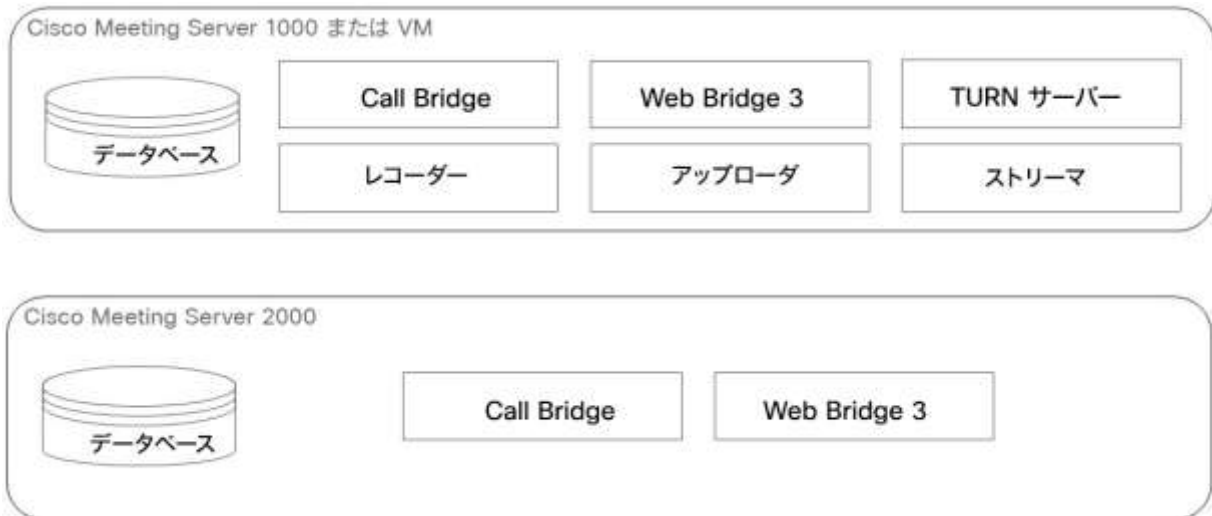 Cisco Meeting Server 1000 または VM
データベース
Call Bridge
Web Bridge 3
TURN サーバー
レコーダー
アップローダ
ストリーマ
Cisco Meeting Server 2000
データベース
Call Bridge
Web Bridge 3